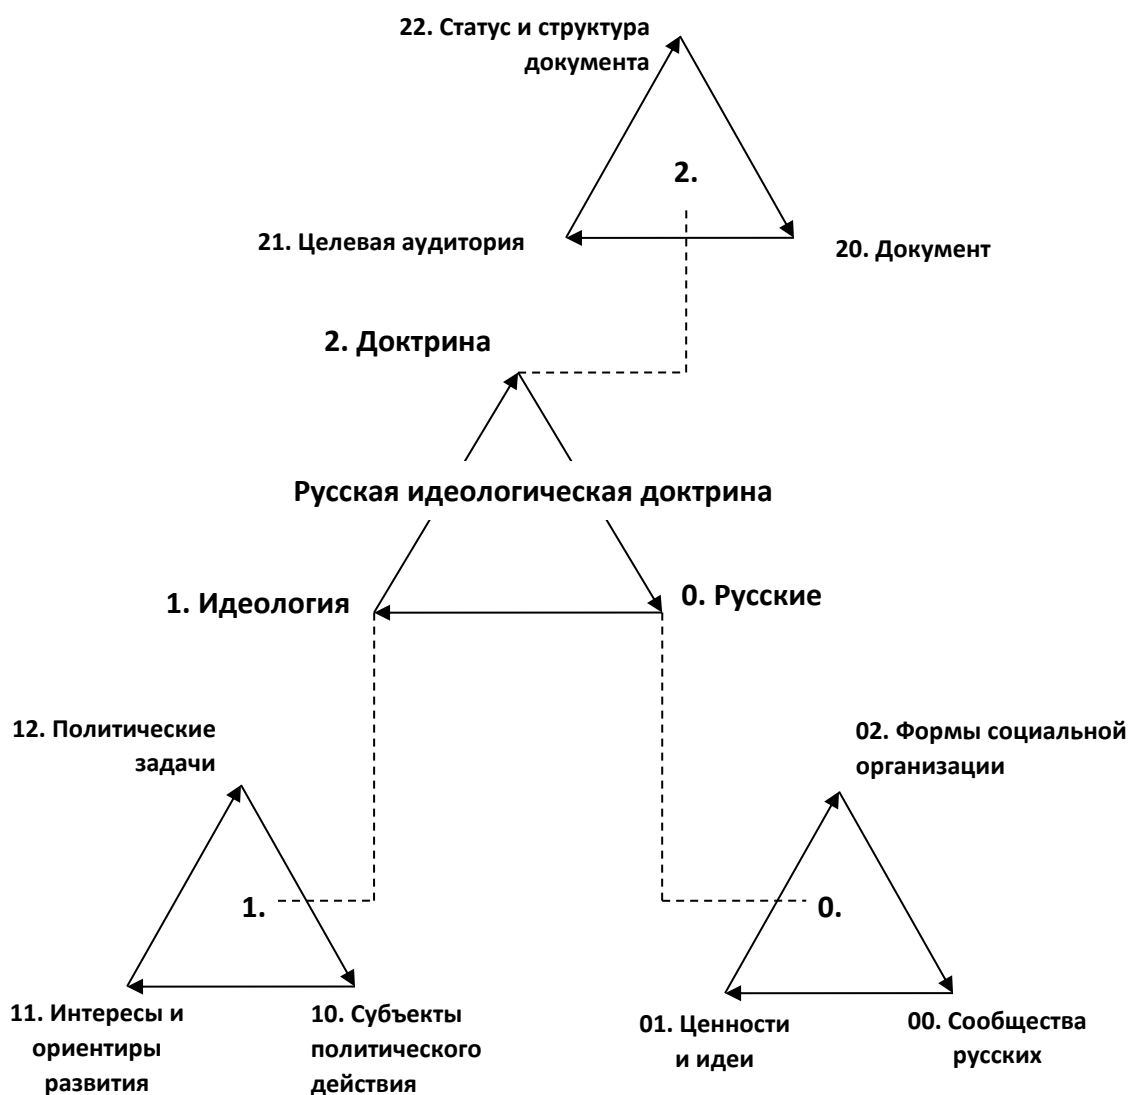 22. Статус и структура
документа
2.
21. Целевая аудитория
20. Документ
2. Доктрина
Русская идеологическая доктрина
1. Идеология
0. Русские
12. Политические
задачи
02. Формы социальной
организации
1.
0.
11. Интересы и
ориентиры
развития
10. Субъекты
политического
действия
01. Ценности
и идеи
00. Сообщества
русских